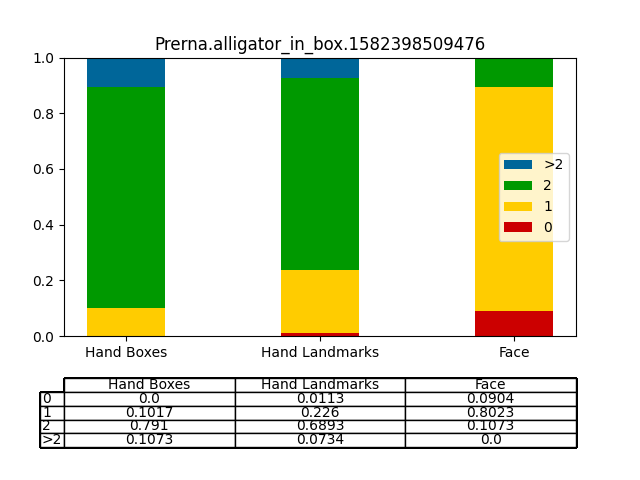 Prerna.alligator_in_box.1582398509476
1.0
0.8
0.6
0.4
0.2
0.0
>2
2
1
0
Hand Boxes Hand Landmarks Face
Hand Boxes Hand Landmarks Face
0 0.0 0.0113 0.0904
1 0.1017 0.226 0.8023
2 0.791 0.6893 0.1073
>2 0.1073 0.0734 0.0